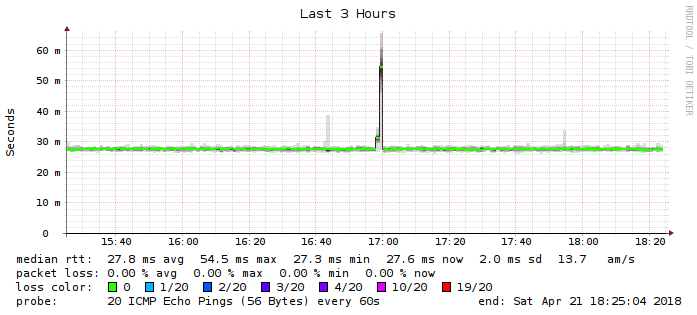 Last 3 Hours
RRDTOOL / TOBI OETIKER
Seconds
60 m
50 m
40 m
30 m
20 m
10 m
0
15:40 16:00 16:20 16:40 17:00 17:20 17:40 18:00 18:20
median rtt: 27.8 ms avg 54.5 ms max 27.3 ms min 27.6 ms now 2.0 ms sd 13.7 am/s
packet loss: 0.00 % avg 0.00 % max 0.00 % min 0.00 % now
loss color: 0 1/20 2/20 3/20 4/20 10/20 19/20
probe: 20 ICMP Echo Pings (56 Bytes) every 60s end: Sat Apr 21 18:25:04 2018